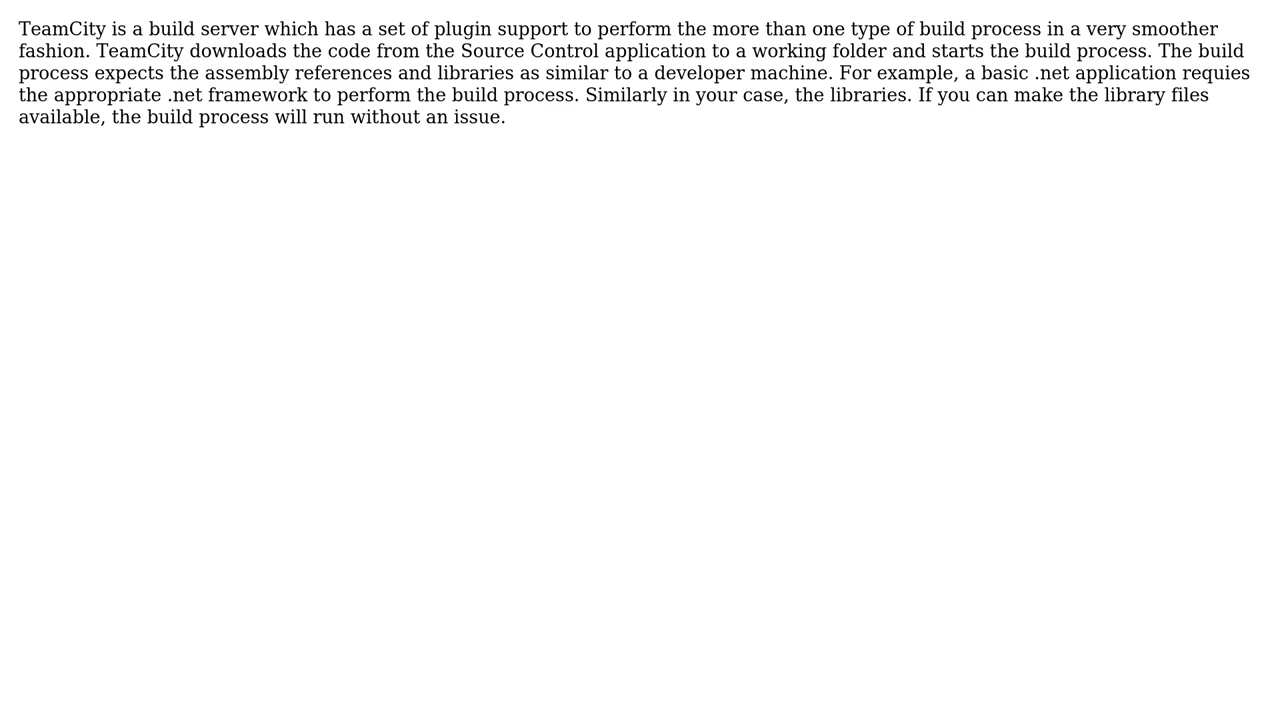 TeamCity is a build server which has a set of plugin support to perform the more than one type of build process in a very smoother
fashion. TeamCity downloads the code from the Source Control application to a working folder and starts the build process. The build
process expects the assembly references and libraries as similar to a developer machine. For example, a basic .net application requies
the appropriate .net framework to perform the build process. Similarly in your case, the libraries. If you can make the library files
available, the build process will run without an issue.